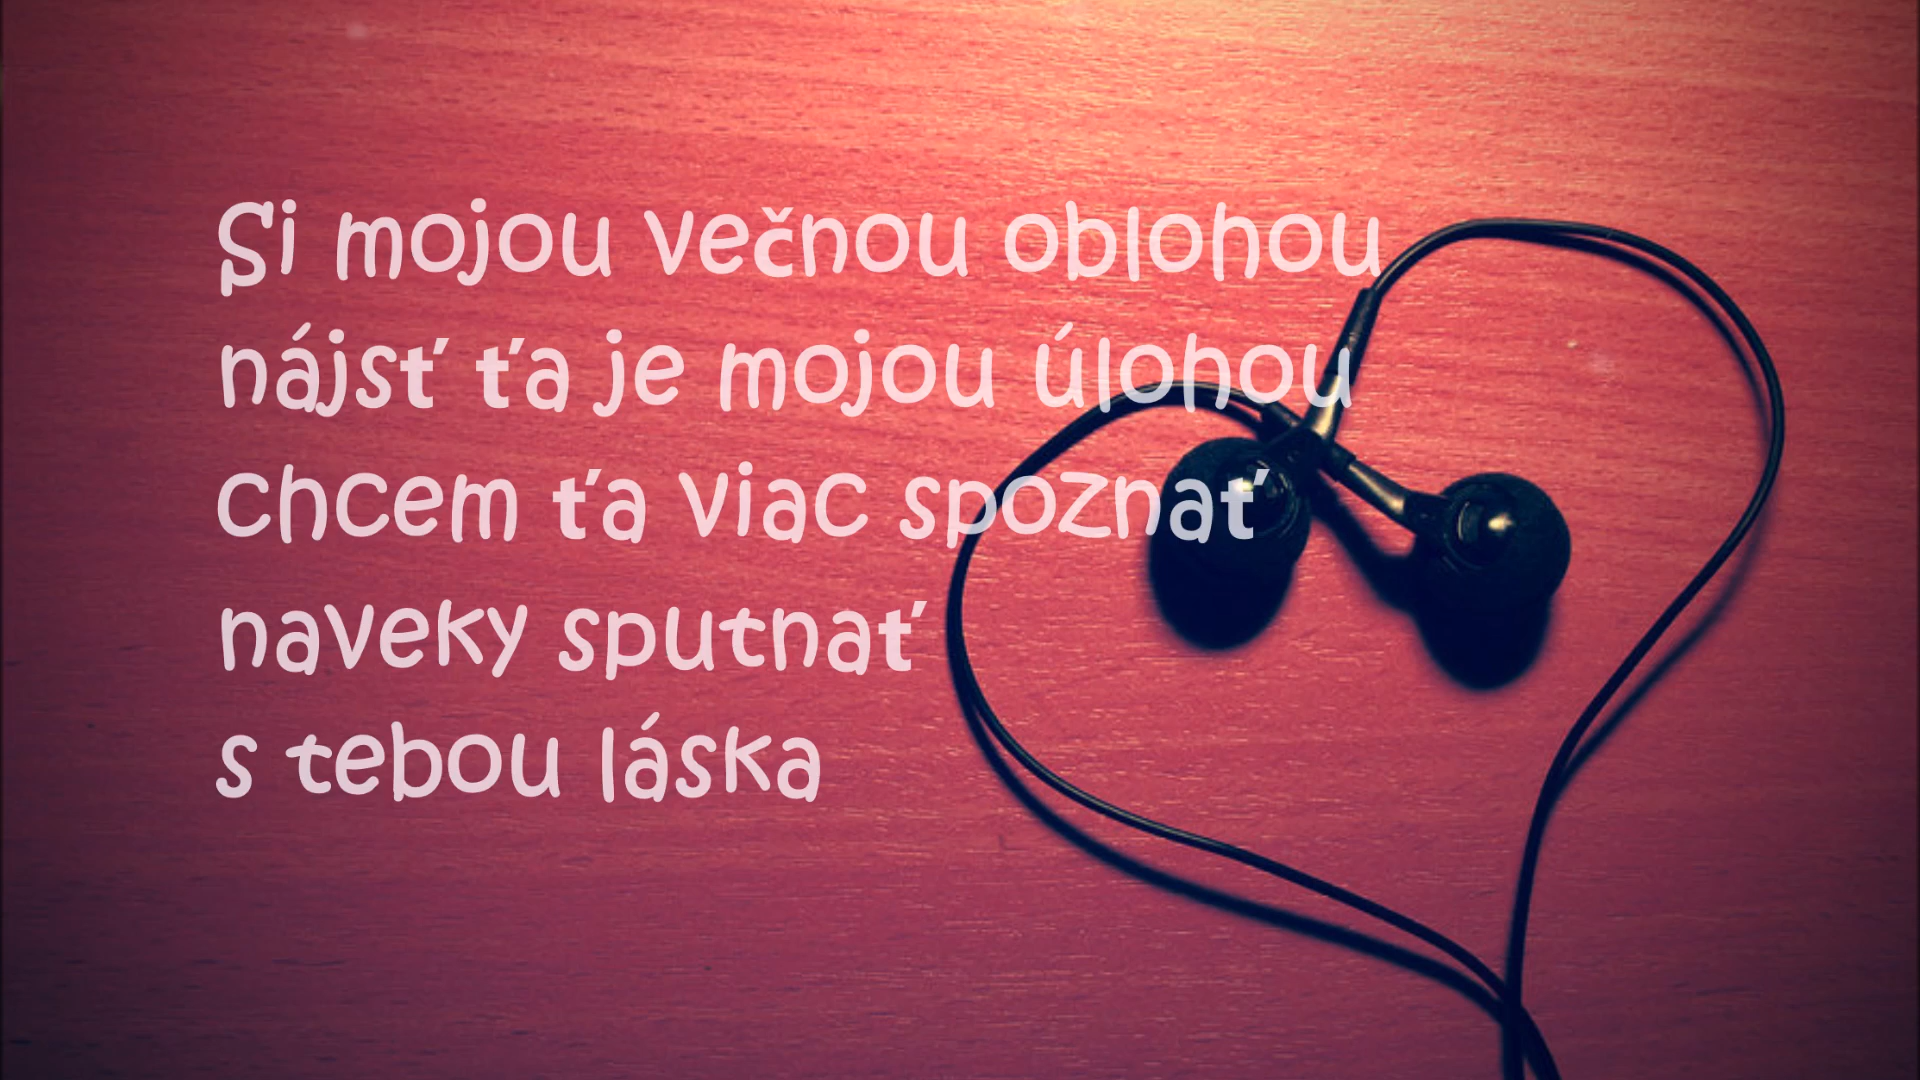 Si mojou večnou oblohou
nájsť ťa je mojou úlohou
chcem ťa viac spoznať
naveky sputnať
s tebou láska